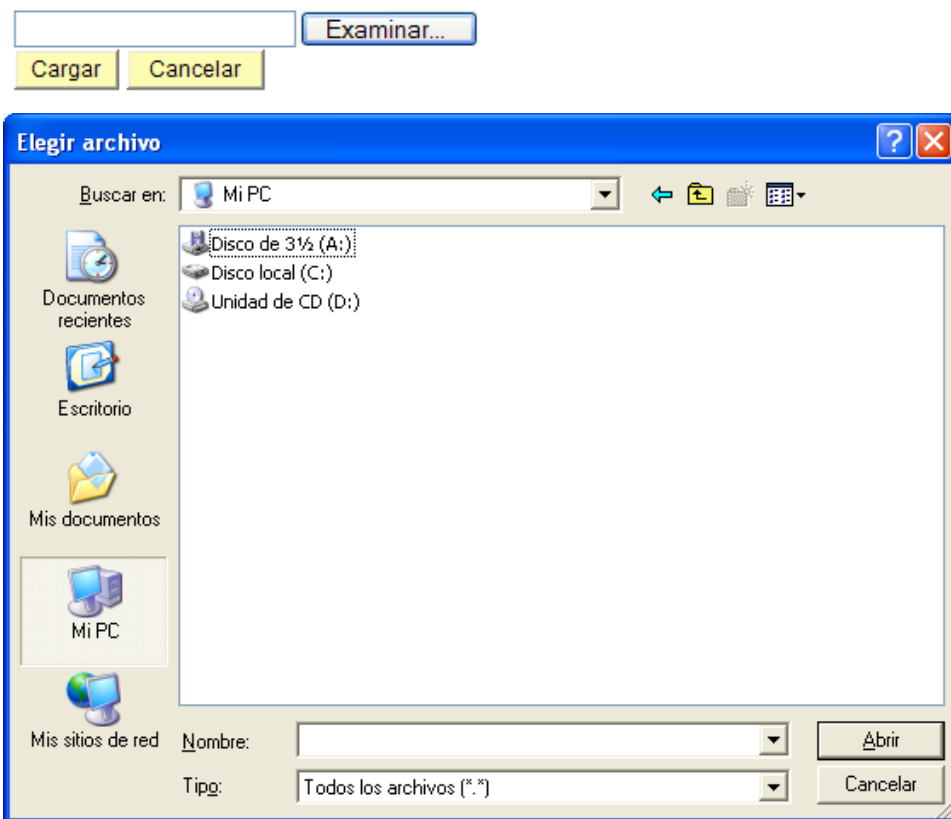 Examinar...
Cargar Cancelar
Elegir archivo
Buscar en: Mi PC
Disco de 3½ (A:)
Disco local (C:)
Unidad de CD (D:)
Documentos
recientes
Escritorio
Mis documentos
Mi PC
Mis sitios de red
Nombre: Abrir
Tipo: Todos los archivos (*.*) Cancelar